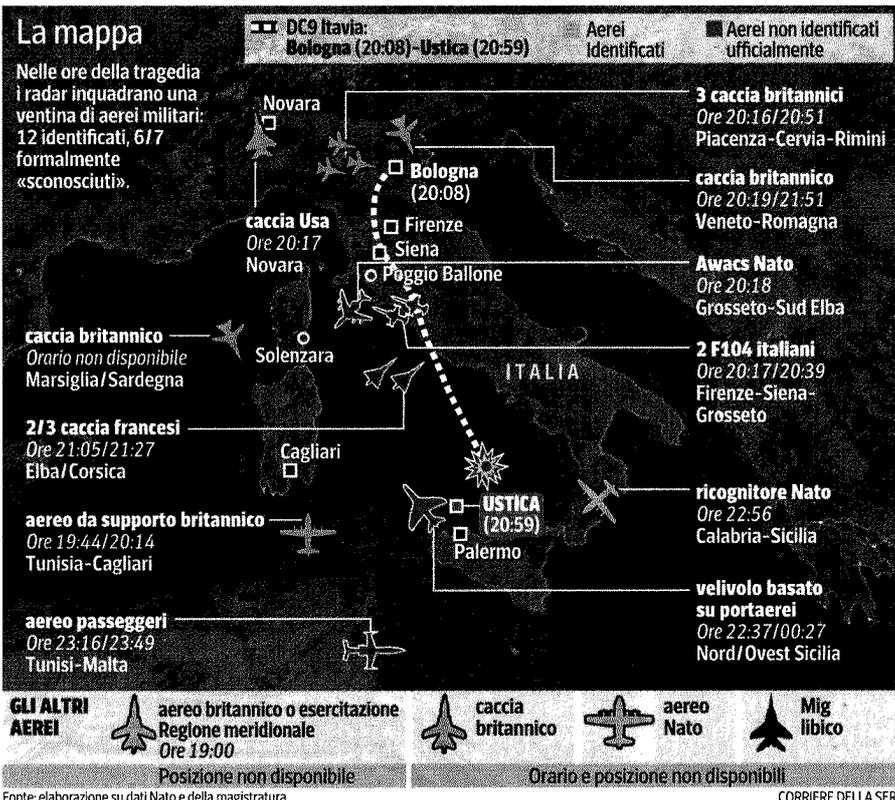 La mappa
Nelle ore della tragedia
i radar inquadrano una
ventina di aerei militari:
12 identificati, 6/7
formalmente
«sconosciuti».
DC9 Itavia:
Bologna (20:08)-Ustica (20:59)
Aerei
Identificati
Aerei non identificati
ufficialmente
Novara
Bologna
(20:08)
Firenze
Siena
Poggio Ballone
Solenzara
ITALIA
Cagliari
USTICA
(20:59)
Palermo
caccia Usa
Ore 20:17
Novara
caccia britannico
Orario non disponibile
Marsiglia/Sardegna
2/3 caccia francesi
Ore 21:05/21:27
Elba/Corsica
aereo da supporto britannico
Ore 19:44/20:14
Tunisia-Cagliari
aereo passeggeri
Ore 23:16/23:49
Tunisi-Malta
3 caccia britannici
Ore 20:16/20:51
Piacenza-Cervia-Rimini
caccia britannico
Ore 20:19/21:51
Veneto-Romagna
Awacs Nato
Ore 20:18
Grosseto-Sud Elba
2 F104 italiani
Ore 20:17/20:39
Firenze-Siena-
Grosseto
ricognitore Nato
Ore 22:56
Calabria-Sicilia
velivolo basato
su portaerei
Ore 22:37/00:27
Nord/Ovest Sicilia
GLI ALTRI
AEREI
aereo britannico o esercitazione
Regione meridionale
Ore 19:00
caccia
britannico
aereo
Nato
Mig
libico
Posizione non disponibile
Orario e posizione non disponibili
Fonte: elaborazione su dati Nato e della magistratura
CORRIERE DELLA SER